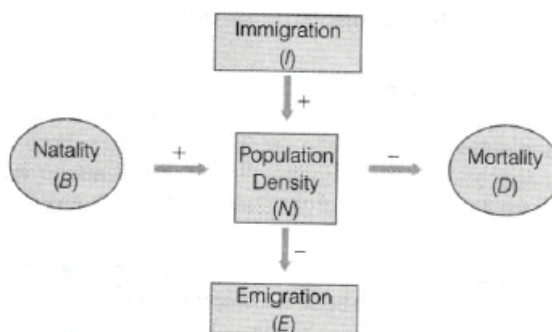 Immigration
(I)
+
Natality
(B)
+
Population
Density
(N)
–
Mortality
(D)
–
Emigration
(E)